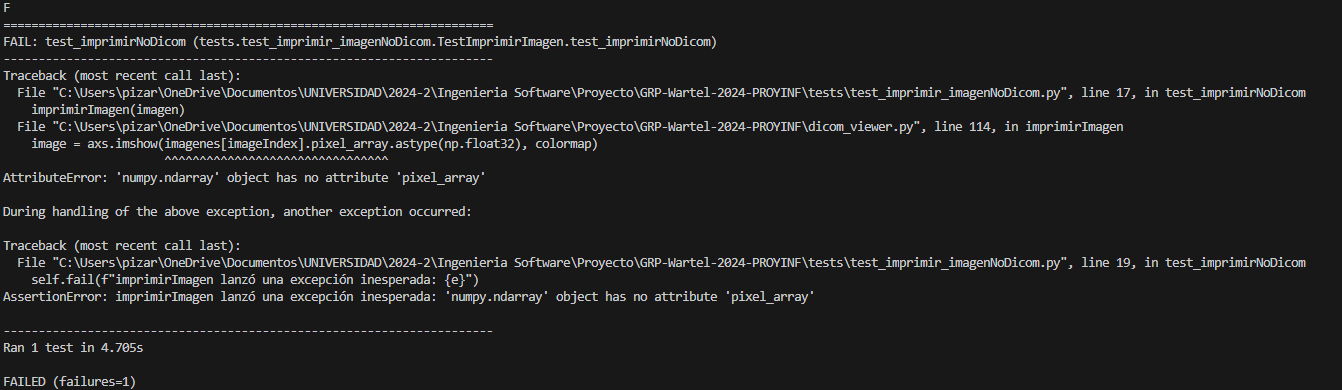 F
======================================================================
FAIL: test_imprimirNoDicom (tests.test_imprimir_imagenNoDicom.TestImprimirImagen.test_imprimirNoDicom)
----------------------------------------------------------------------
Traceback (most recent call last):
  File "C:\Users\pizar\OneDrive\Documentos\UNIVERSIDAD\2024-2\Ingenieria Software\Proyecto\GRP-Wartel-2024-PROYINF\tests\test_imprimir_imagenNoDicom.py", line 17, in test_imprimirNoDicom
    imprimirImagen(imagen)
  File "C:\Users\pizar\OneDrive\Documentos\UNIVERSIDAD\2024-2\Ingenieria Software\Proyecto\GRP-Wartel-2024-PROYINF\dicom_viewer.py", line 114, in imprimirImagen
    image = axs.imshow(imagenes[imageIndex].pixel_array.astype(np.float32), colormap)
                       ^^^^^^^^^^^^^^^^^^^^^^^^^^^^^^^^
AttributeError: 'numpy.ndarray' object has no attribute 'pixel_array'

During handling of the above exception, another exception occurred:

Traceback (most recent call last):
  File "C:\Users\pizar\OneDrive\Documentos\UNIVERSIDAD\2024-2\Ingenieria Software\Proyecto\GRP-Wartel-2024-PROYINF\tests\test_imprimir_imagenNoDicom.py", line 19, in test_imprimirNoDicom
    self.fail(f"imprimirImagen lanzó una excepción inesperada: {e}")
AssertionError: imprimirImagen lanzó una excepción inesperada: 'numpy.ndarray' object has no attribute 'pixel_array'

----------------------------------------------------------------------
Ran 1 test in 4.705s

FAILED (failures=1)